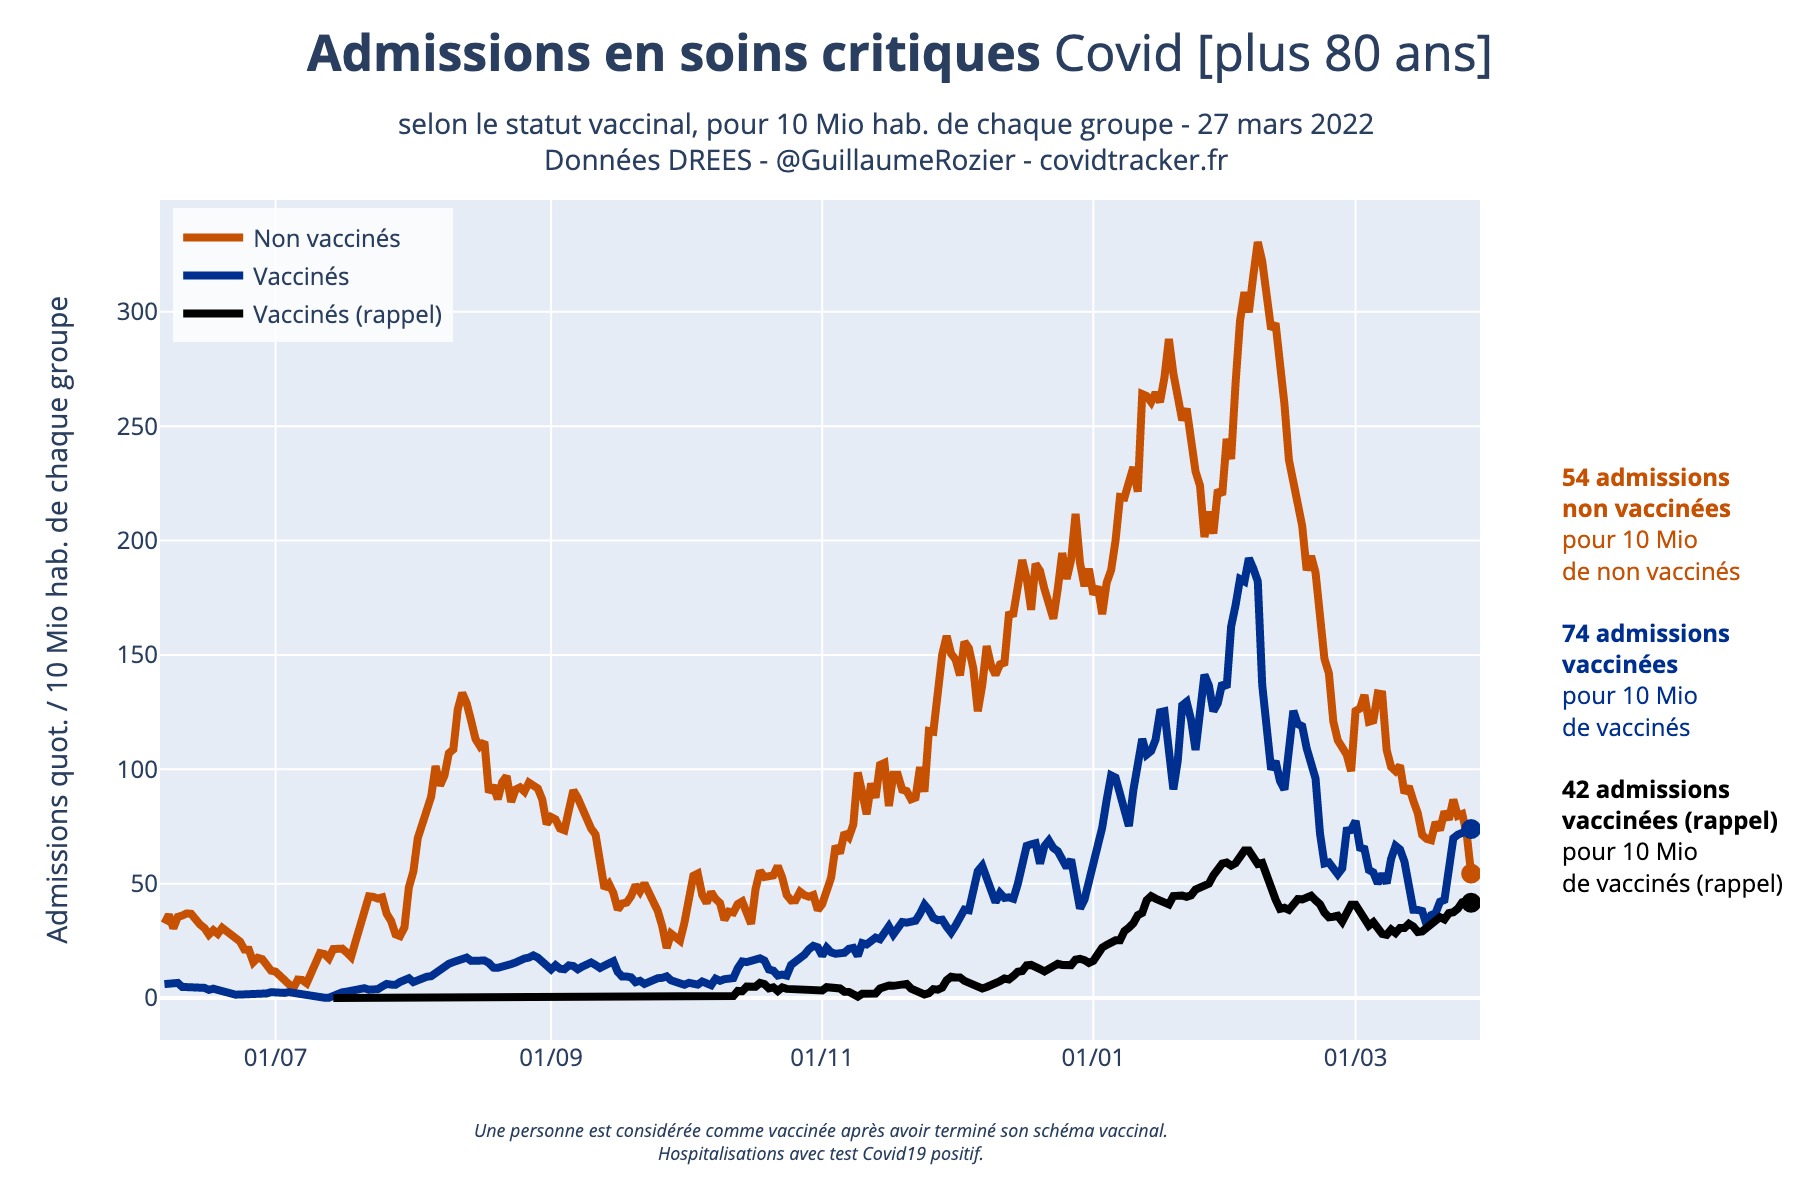 Admissions en soins critiques Covid [plus 80 ans]
selon le statut vaccinal, pour 10 Mio hab. de chaque groupe - 27 mars 2022
Données DREES - @GuillaumeRozier - covidtracker.fr
Non vaccinés
Vaccinés
Vaccinés (rappel)
Admissions quot. / 10 Mio hab. de chaque groupe
300
250
200
150
100
50
0
01/07
01/09
01/11
01/01
01/03
54 admissions
non vaccinées
pour 10 Mio
de non vaccinés
74 admissions
vaccinées
pour 10 Mio
de vaccinés
42 admissions
vaccinées (rappel)
pour 10 Mio
de vaccinés (rappel)
Une personne est considérée comme vaccinée après avoir terminé son schéma vaccinal.
Hospitalisations avec test Covid19 positif.